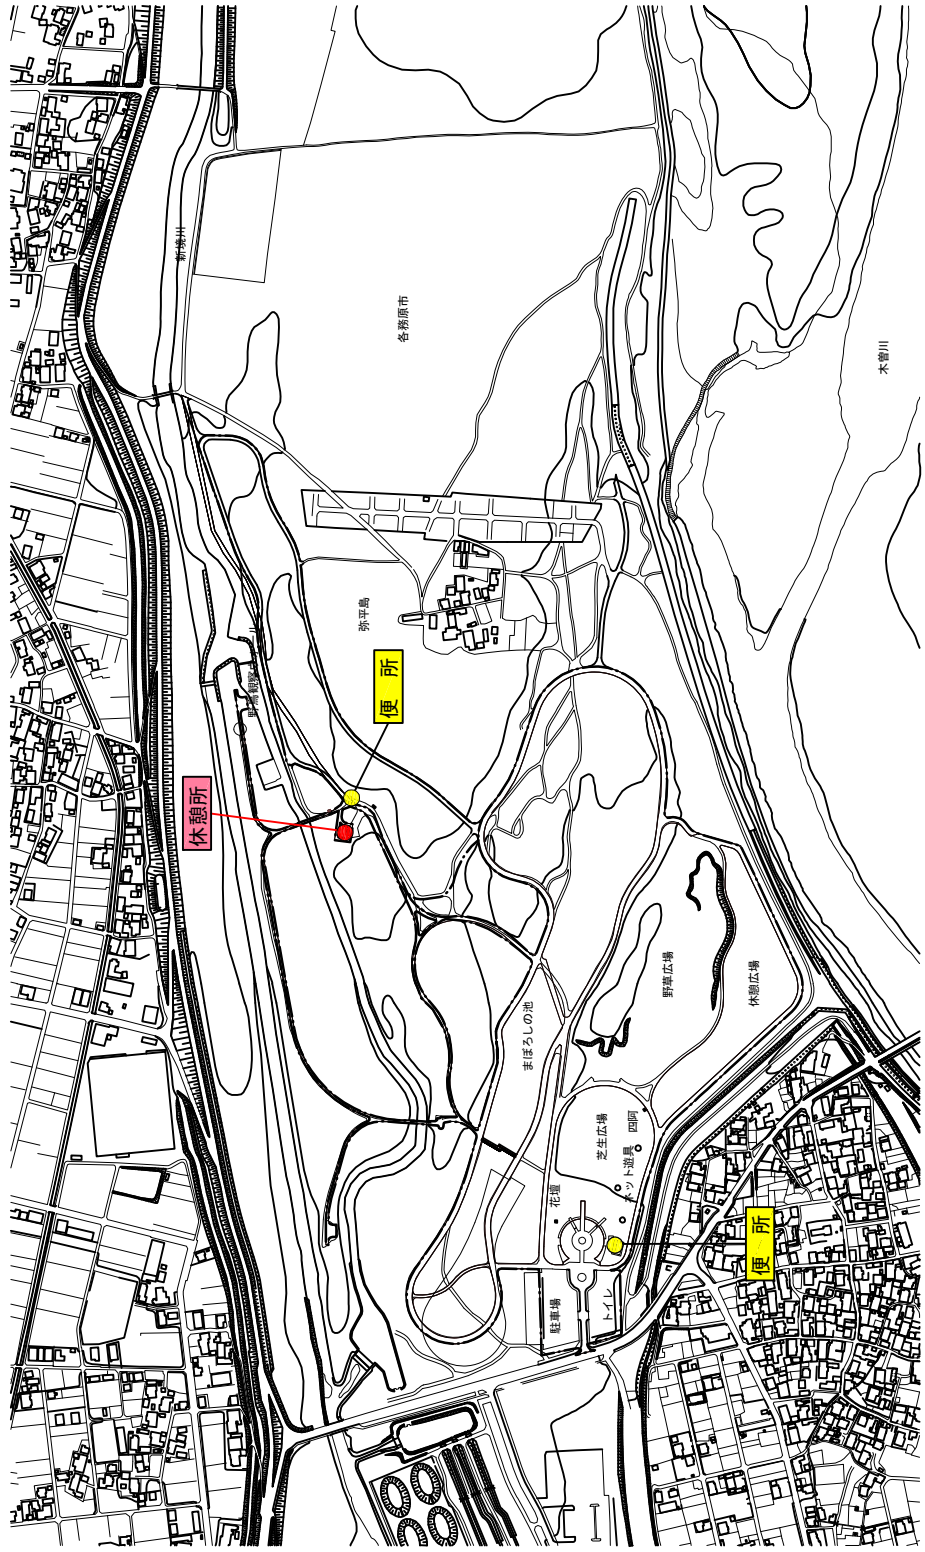 新境川
各務原市
木曽川
弥平島
便 所
野鳥観察
休憩所
野草広場
休憩広場
まぼろしの池
芝生広場
四阿
ネット遊具
花壇
便 所
駐車場
トイレ